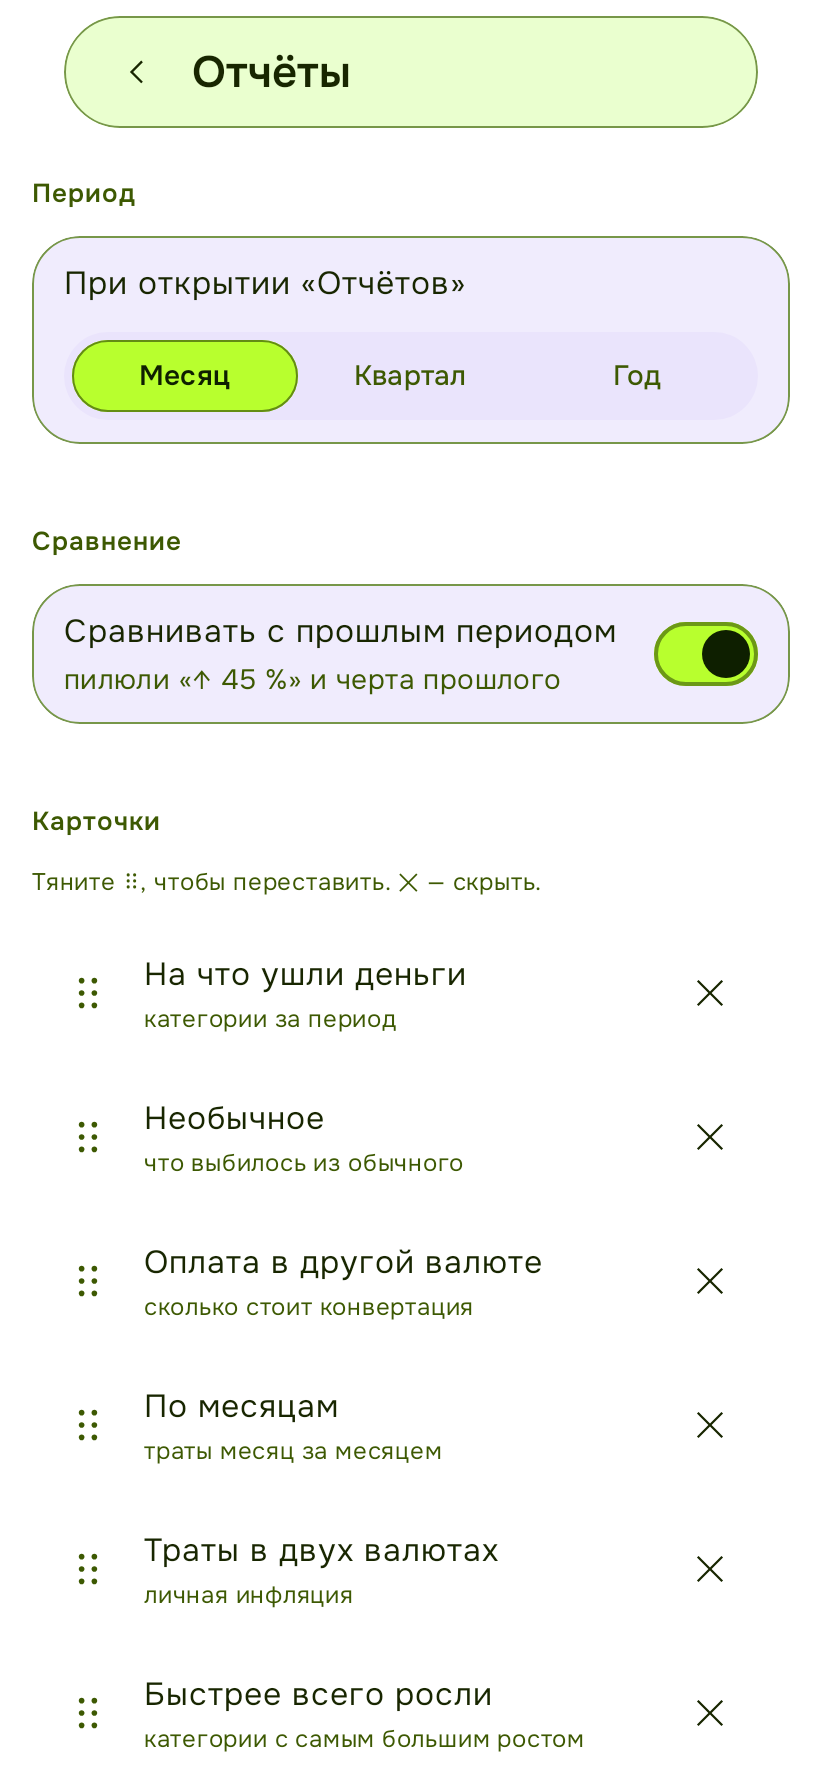 Отчёты
Период
При открытии «Отчётов»
Месяц Квартал Год
Сравнение
Сравнивать с прошлым периодом
пилюли «↑ 45 %» и черта прошлого
Карточки
Тяните ⠿, чтобы переставить. ✕ — скрыть.
На что ушли деньги
категории за период
Необычное
что выбилось из обычного
Оплата в другой валюте
сколько стоит конвертация
По месяцам
траты месяц за месяцем
Траты в двух валютах
личная инфляция
Быстрее всего росли
категории с самым большим ростом